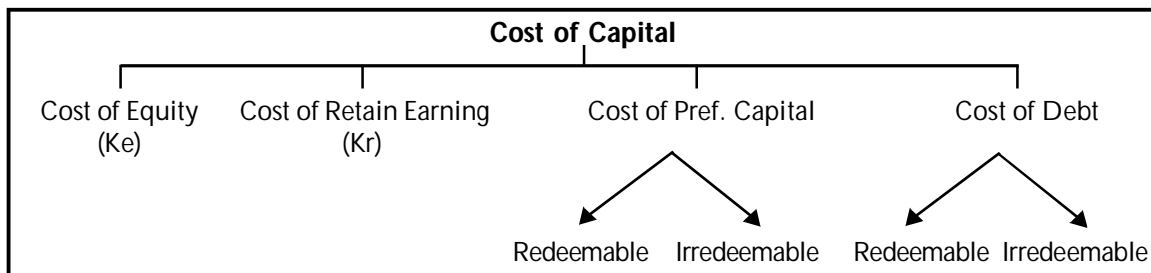 Cost of Capital
Cost of Equity
(Ke)
Cost of Retain Earning
(Kr)
Cost of Pref. Capital
Cost of Debt
Redeemable
Irredeemable
Redeemable
Irredeemable